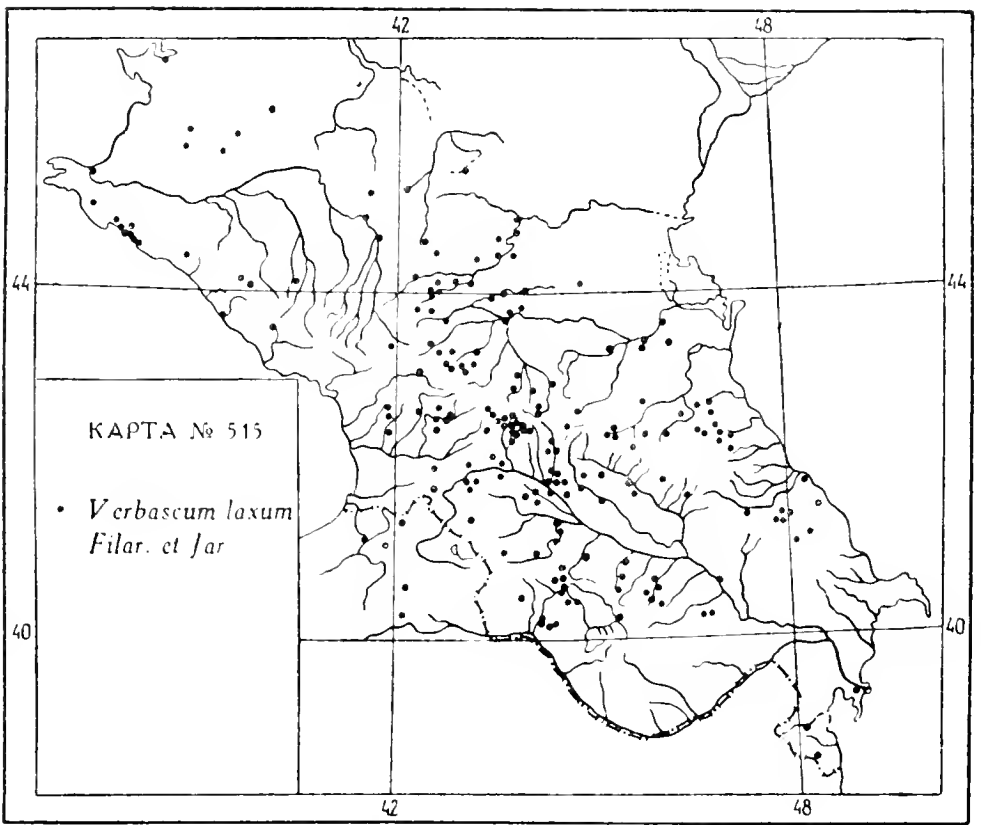 42 48
44 44
КАРТА № 515
Verbascum laxum
Filar. et Jar
40 40
42 48